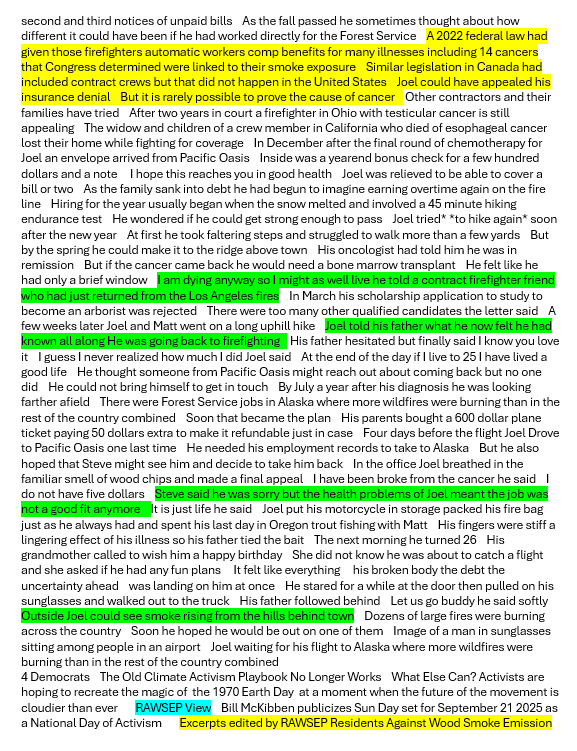 second and third notices of unpaid bills   As the fall passed he sometimes thought about how
different it could have been if he had worked directly for the Forest Service   A 2022 federal law had
given those firefighters automatic workers comp benefits for many illnesses including 14 cancers
that Congress determined were linked to their smoke exposure   Similar legislation in Canada had
included contract crews but that did not happen in the United States   Joel could have appealed his
insurance denial   But it is rarely possible to prove the cause of cancer   Other contractors and their
families have tried   After two years in court a firefighter in Ohio with testicular cancer is still
appealing   The widow and children of a crew member in California who died of esophageal cancer
lost their home while fighting for coverage   In December after the final round of chemotherapy for
Joel an envelope arrived from Pacific Oasis   Inside was a yearend bonus check for a few hundred
dollars and a note   I hope this reaches you in good health   Joel was relieved to be able to cover a
bill or two   As the family sank into debt he had begun to imagine earning overtime again on the fire
line   Hiring for the year usually began when the snow melted and involved a 45 minute hiking
endurance test   He wondered if he could get strong enough to pass   Joel tried* *to hike again* soon
after the new year   At first he took faltering steps and struggled to walk more than a few yards   But
by the spring he could make it to the ridge above town   His oncologist had told him he was in
remission   But if the cancer came back he would need a bone marrow transplant   He felt like he
had only a brief window   I am dying anyway so I might as well live he told a contract firefighter friend
who had just returned from the Los Angeles fires   In March his scholarship application to study to
become an arborist was rejected   There were too many other qualified candidates the letter said   A
few weeks later Joel and Matt went on a long uphill hike   Joel told his father what he now felt he had
known all along He was going back to firefighting   His father hesitated but finally said I know you love
it   I guess I never realized how much I did Joel said   At the end of the day if I live to 25 I have lived a
good life   He thought someone from Pacific Oasis might reach out about coming back but no one
did   He could not bring himself to get in touch   By July a year after his diagnosis he was looking
farther afield   There were Forest Service jobs in Alaska where more wildfires were burning than in the
rest of the country combined   Soon that became the plan   His parents bought a 600 dollar plane
ticket paying 50 dollars extra to make it refundable just in case   Four days before the flight Joel Drove
to Pacific Oasis one last time   He needed his employment records to take to Alaska   But he also
hoped that Steve might see him and decide to take him back   In the office Joel breathed in the
familiar smell of wood chips and made a final appeal   I have been broke from the cancer he said   I
do not have five dollars   Steve said he was sorry but the health problems of Joel meant the job was
not a good fit anymore   It is just life he said   Joel put his motorcycle in storage packed his fire bag
just as he always had and spent his last day in Oregon trout fishing with Matt   His fingers were stiff a
lingering effect of his illness so his father tied the bait   The next morning he turned 26   His
grandmother called to wish him a happy birthday   She did not know he was about to catch a flight
and she asked if he had any fun plans   It felt like everything   his broken body the debt the
uncertainty ahead   was landing on him at once   He stared for a while at the door then pulled on his
sunglasses and walked out to the truck   His father followed behind   Let us go buddy he said softly
Outside Joel could see smoke rising from the hills behind town   Dozens of large fires were burning
across the country   Soon he hoped he would be out on one of them   Image of a man in sunglasses
sitting among people in an airport   Joel waiting for his flight to Alaska where more wildfires were
burning than in the rest of the country combined
4 Democrats   The Old Climate Activism Playbook No Longer Works   What Else Can?   Activists are
hoping to recreate the magic of  the 1970 Earth Day  at a moment when the future of the movement is
cloudier than ever   RAWSEP View   Bill McKibben publicizes Sun Day set for September 21 2025 as
a National Day of Activism   Excerpts edited by RAWSEP Residents Against Wood Smoke Emission